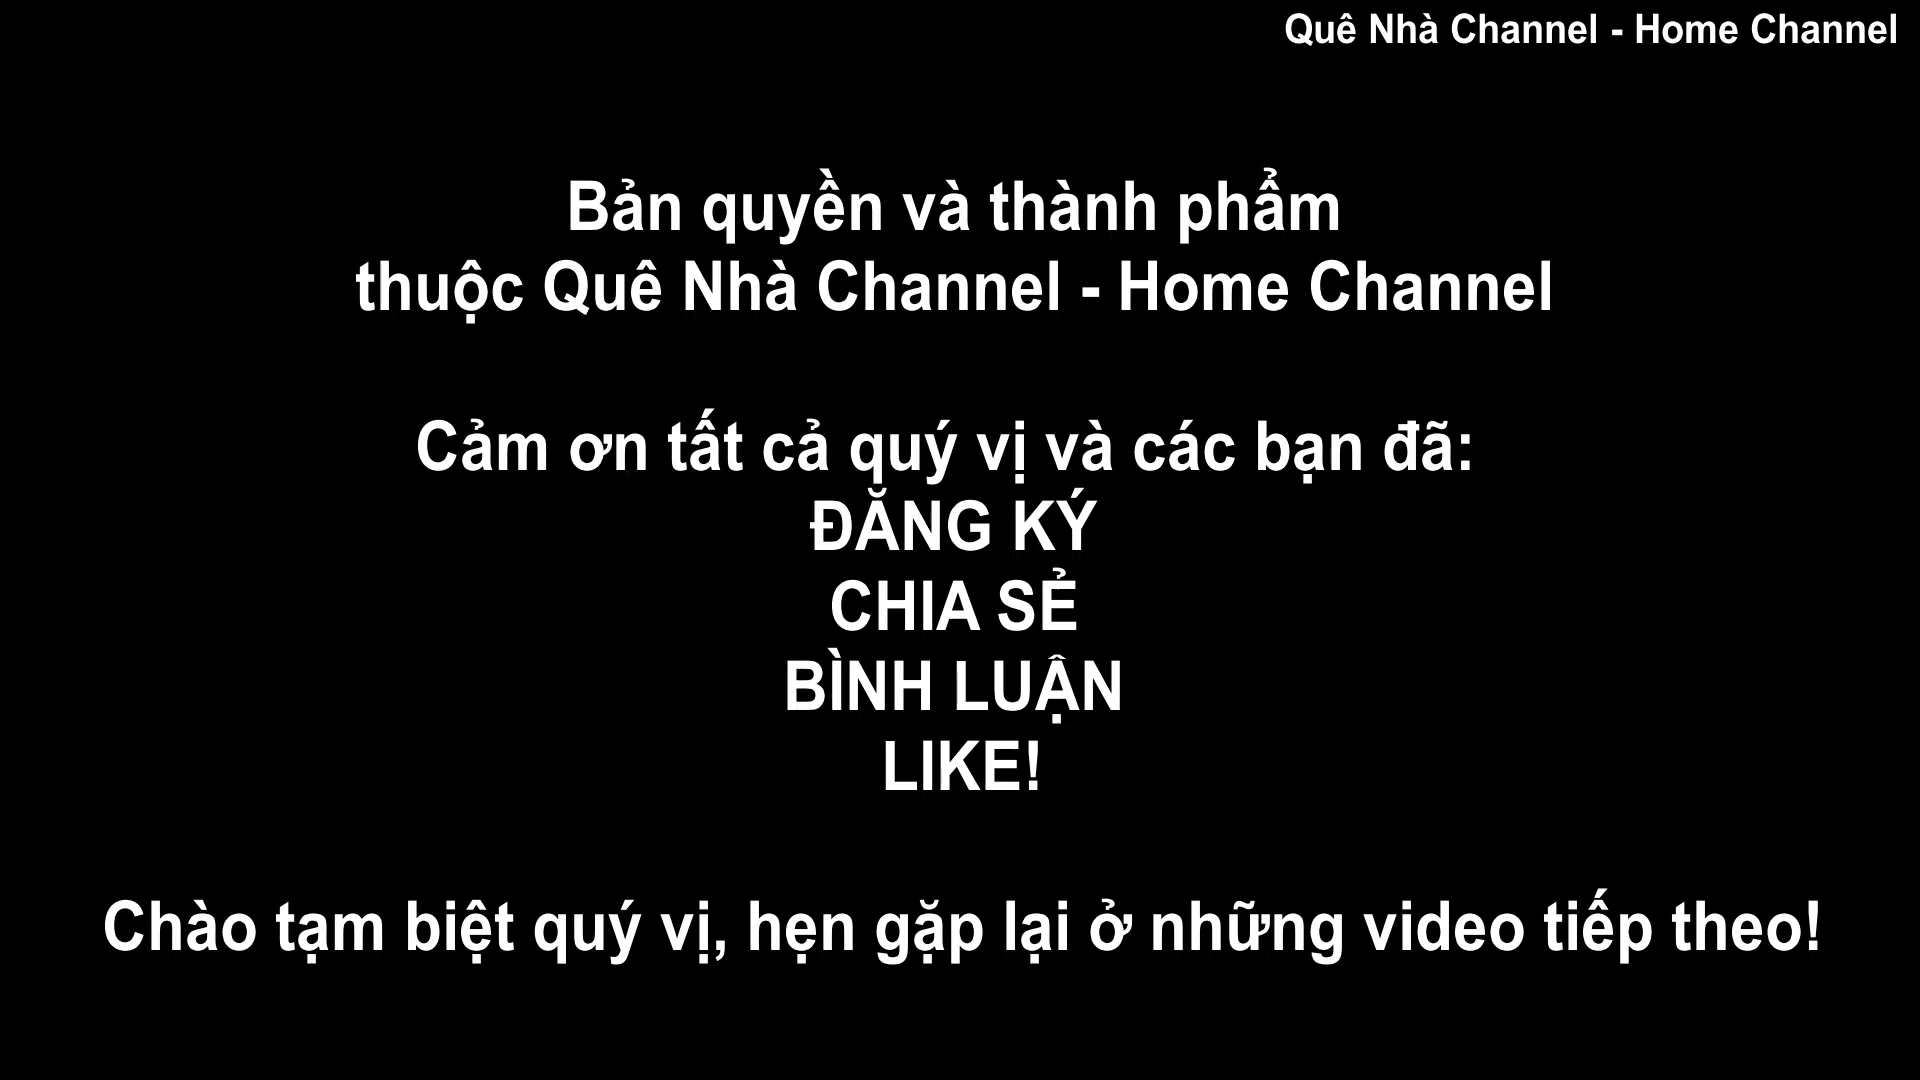 Quê Nhà Channel - Home Channel
Bản quyền và thành phẩm
thuộc Quê Nhà Channel - Home Channel
Cảm ơn tất cả quý vị và các bạn đã:
ĐĂNG KÝ
CHIA SẺ
BÌNH LUẬN
LIKE!
Chào tạm biệt quý vị, hẹn gặp lại ở những video tiếp theo!